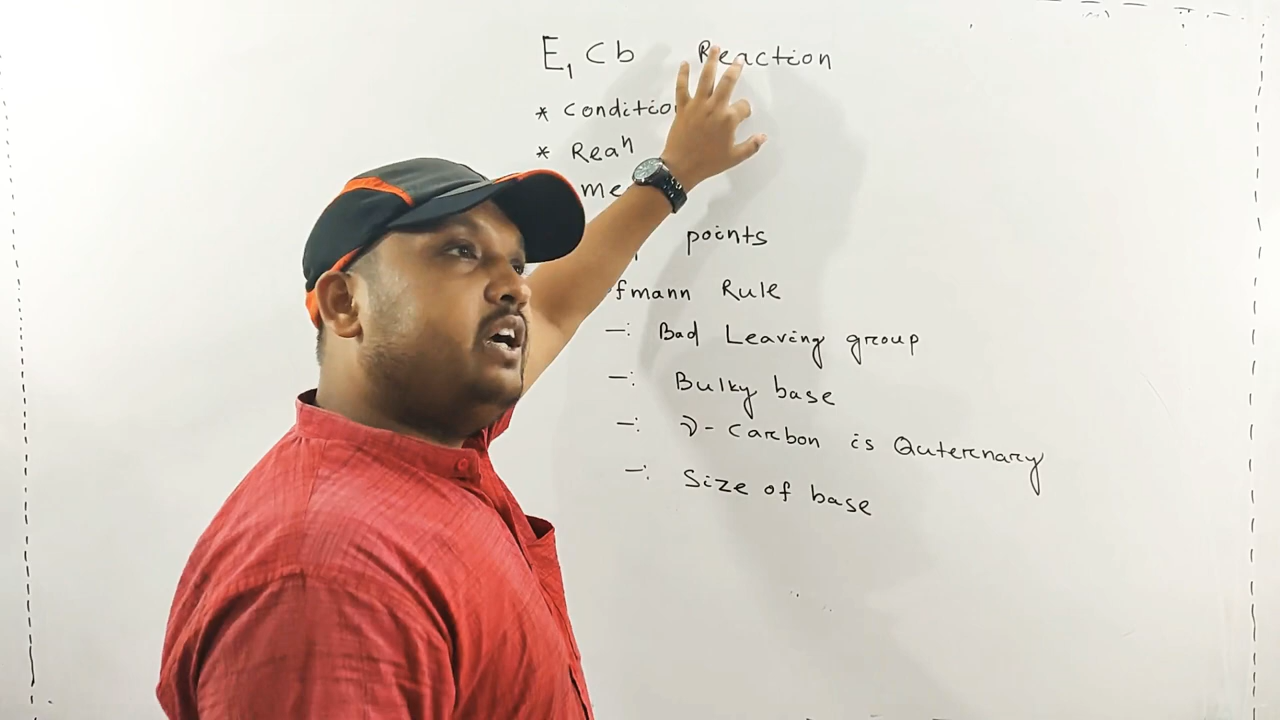 E₁ Cb Reaction
* conditio
* Reaⁿ
me
points
fmann Rule
-: Bad Leaving group
-: Bulky base
-: ν- Carbon is Quternary
-: Size of base